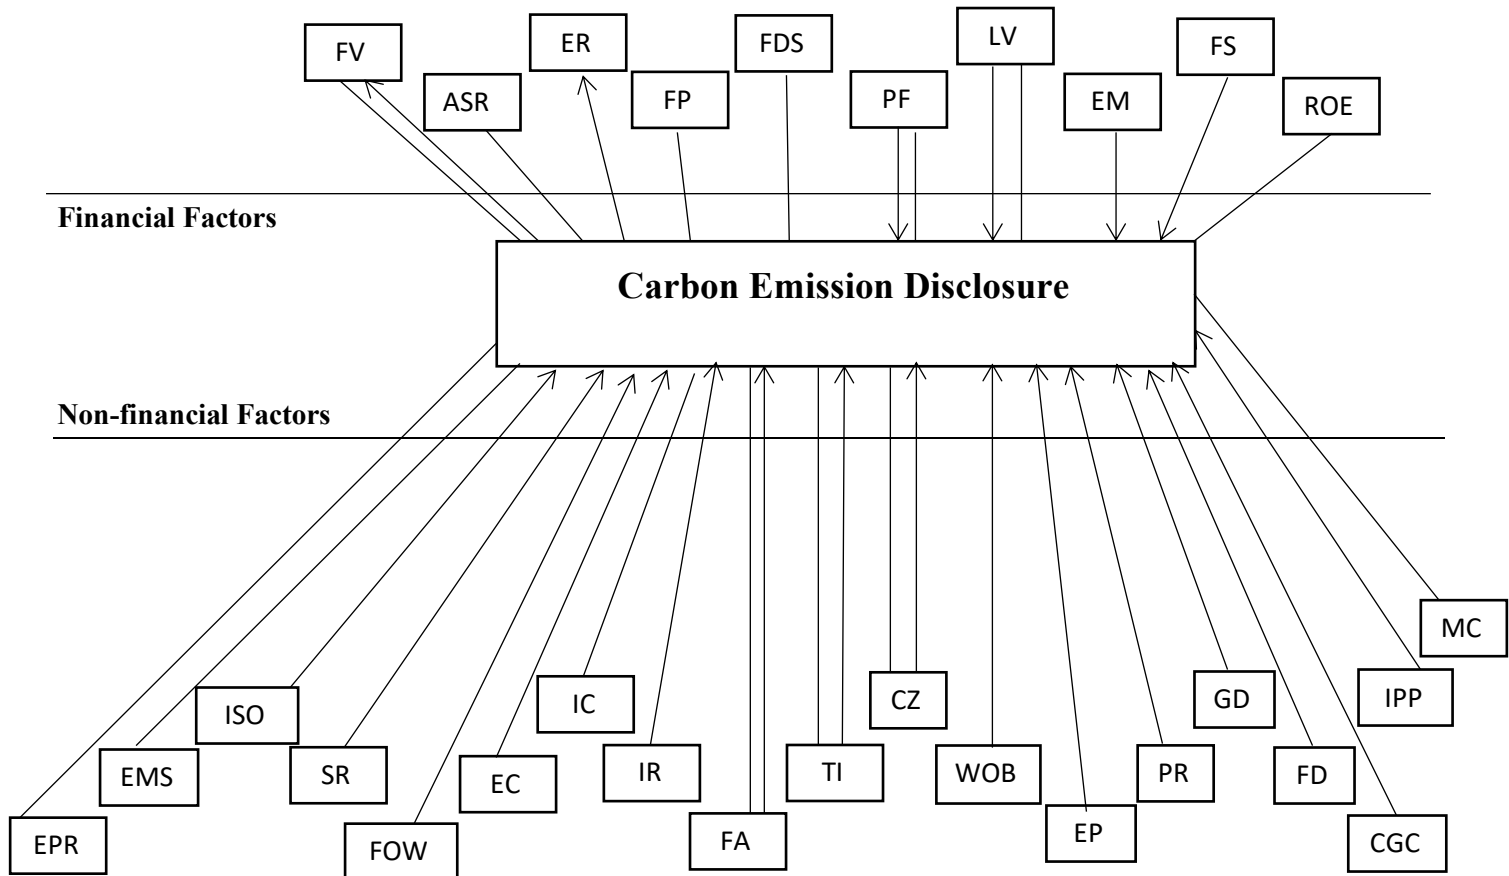 FV
ER
FDS
LV
FS
ASR
FP
PF
EM
ROE
Financial Factors
Carbon Emission Disclosure
Non-financial Factors
MC
ISO
IC
CZ
GD
IPP
EMS
SR
EC
IR
TI
WOB
PR
FD
EPR
FOW
FA
EP
CGC